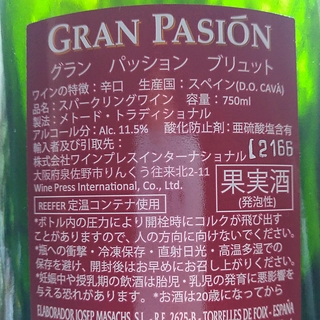 GRAN PASIÓN
グラン パッション ブリュット
ワインの特徴：辛口 生産国：スペイン(D.O. CAVA)
品名：スパークリングワイン 容量：750ml
製法：メトード・トラディショナル
アルコール分：Alc. 11.5% 酸化防止剤：亜硫酸塩含有
輸入者及び引取先：
株式会社ワインプレスインターナショナル
L2166
大阪府泉佐野市りんくう往来北2-11
Wine Press International, Co., Ltd.
果実酒
(発泡性)
REEFER 定温コンテナ使用
*ボトル内の圧力により開栓時にコルクが飛び出す
ことがありますので、人の方向に向けないでください。
*瓶への衝撃・冷凍保存・直射日光・高温多湿での
保存を避け、開封後はお早めにお召し上がりください。
*妊娠中や授乳期の飲酒は胎児・乳児の発育に悪影響を
与える恐れがあります。*お酒は20歳になってから
ELABORADOR JOSEP MASACHS, S.L. - R.E. 2625-B - TORRELLES DE FOIX - ESPAÑA